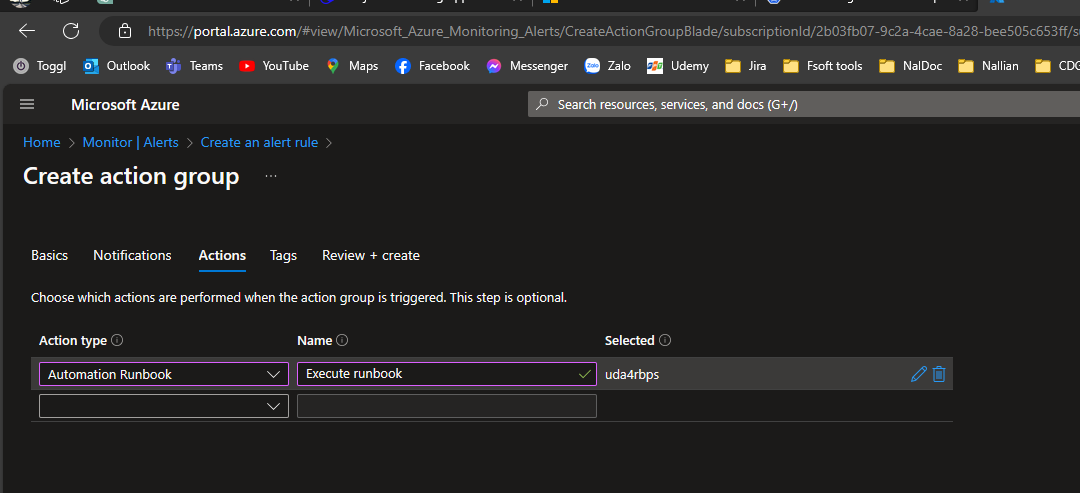 https://portal.azure.com/#view/Microsoft_Azure_Monitoring_Alerts/CreateActionGroupBlade/subscriptionId/2b03fb07-9c2a-4cae-8a28-bee505c653ff/su
Toggl Outlook Teams YouTube Maps Facebook Messenger Zalo Udemy Jira Fsoft tools NalDoc Nallian CDG
Microsoft Azure
Search resources, services, and docs (G+/)
Home > Monitor | Alerts > Create an alert rule >
Create action group ...
Basics Notifications Actions Tags Review + create
Choose which actions are performed when the action group is triggered. This step is optional.
Action type Name Selected
Automation Runbook Execute runbook uda4rbps